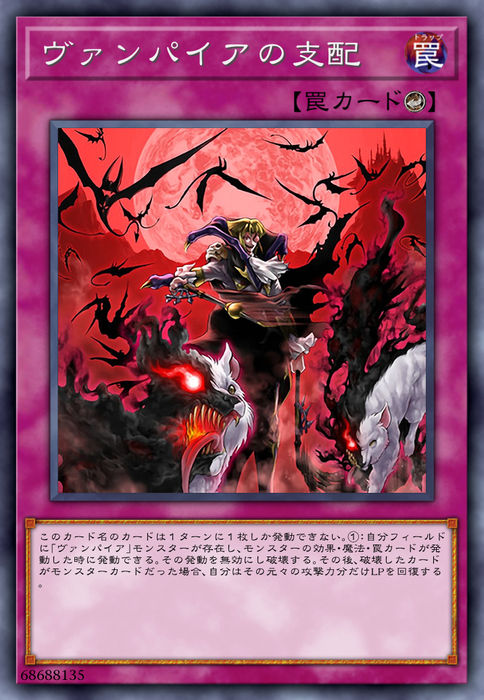 ヴァンパイアの支配
トラップ
罠
【罠カード】
このカード名のカードは１ターンに１枚しか発動できない。①：自分フィールド
に「ヴァンパイア」モンスターが存在し、モンスターの効果・魔法・罠カードが発
動した時に発動できる。その発動を無効にし破壊する。その後、破壊したカード
がモンスターカードだった場合、自分はその元々の攻撃力分だけLPを回復する
。
68688135